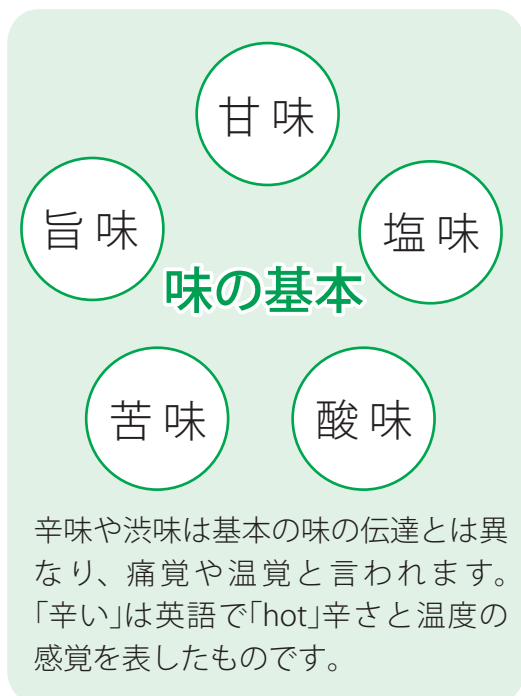 甘味
旨味
塩味
味の基本
苦味
酸味
辛味や渋味は基本の味の伝達とは異
なり、痛覚や温覚と言われます。
「辛い」は英語で「hot」辛さと温度の
感覚を表したものです。